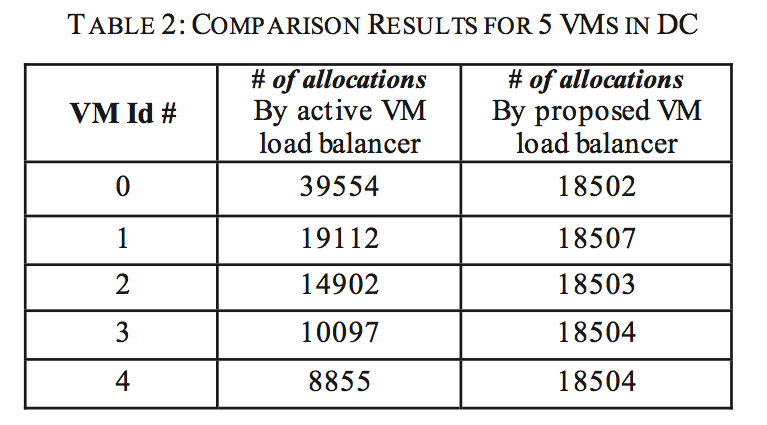 TABLE 2: COMPARISON RESULTS FOR 5 VMS IN DC
VM Id #
# of allocations
By active VM
load balancer
# of allocations
By proposed VM
load balancer
0 39554 18502
1 19112 18507
2 14902 18503
3 10097 18504
4 8855 18504